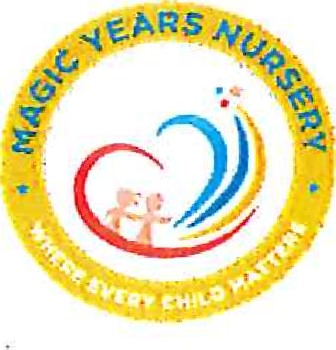 MAGIC YEARS NURSERY
WHERE EVERY CHILD MATTERS